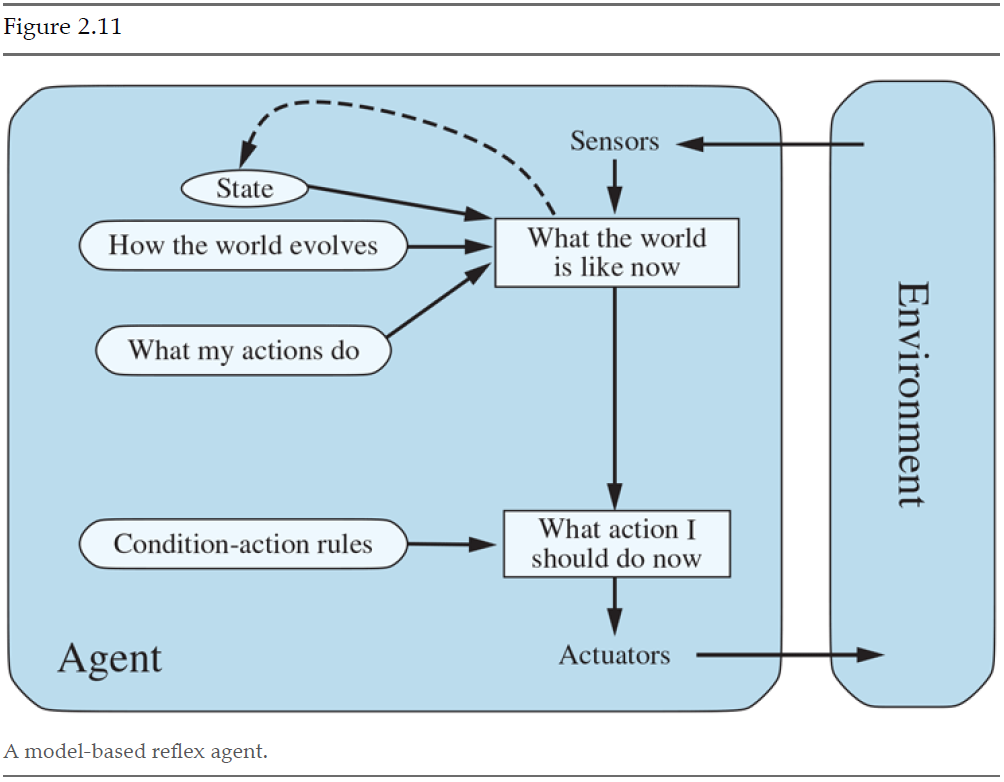 Figure 2.11
Sensors
State
What the world
is like now
How the world evolves
What my actions do
Environment
What action I
should do now
Condition-action rules
Agent
Actuators
A model-based reflex agent.